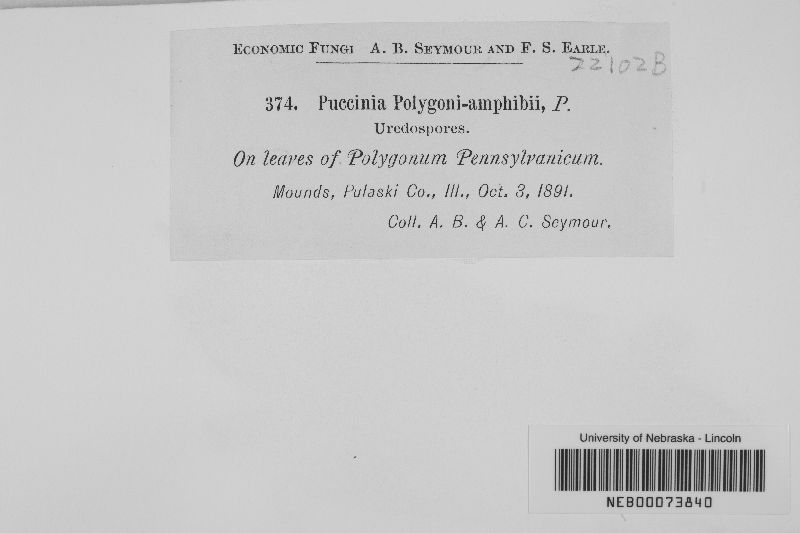 Economic Fungi A. B. Seymour and F. S. Earle.
22102B
374. Puccinia Polygoni-amphibii, P.
Uredospores.
On leaves of Polygonum Pennsylvanicum.
Mounds, Pulaski Co., Ill., Oct. 3, 1891.
Coll. A. B. & A. C. Seymour.
University of Nebraska - Lincoln
NEB00073840